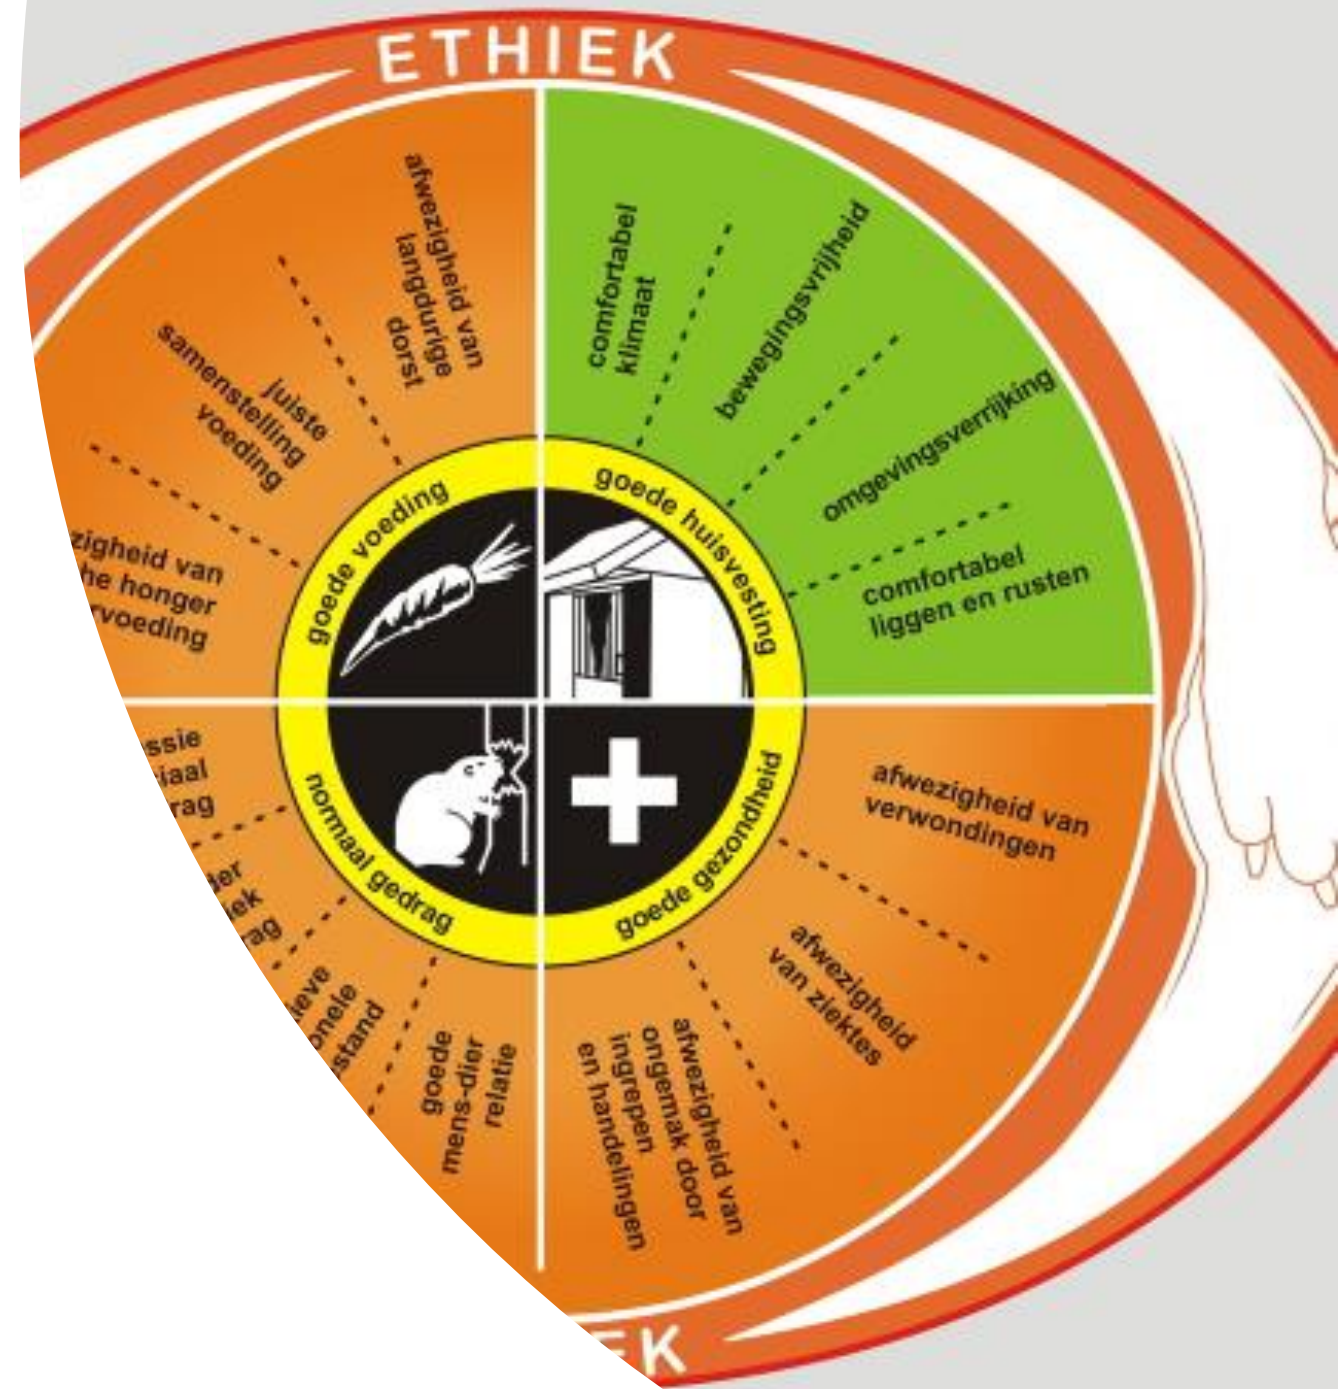 ETHIEK
afwezigheid van
langdurige
dorst
juiste
samenstelling
voeding
van
honger
goede voeding
comfortabel
klimaat
bewegingsvrijheid
omgevingsverrijking
comfortabel
liggen en rusten
goede huisvesting
afwezigheid van
verwondingen
afwezigheid
van ziektes
afwezigheid van
ongemak door
ingrepen
en handelingen
goede gezondheid
goede
mens-dier
relatie
normaal gedrag